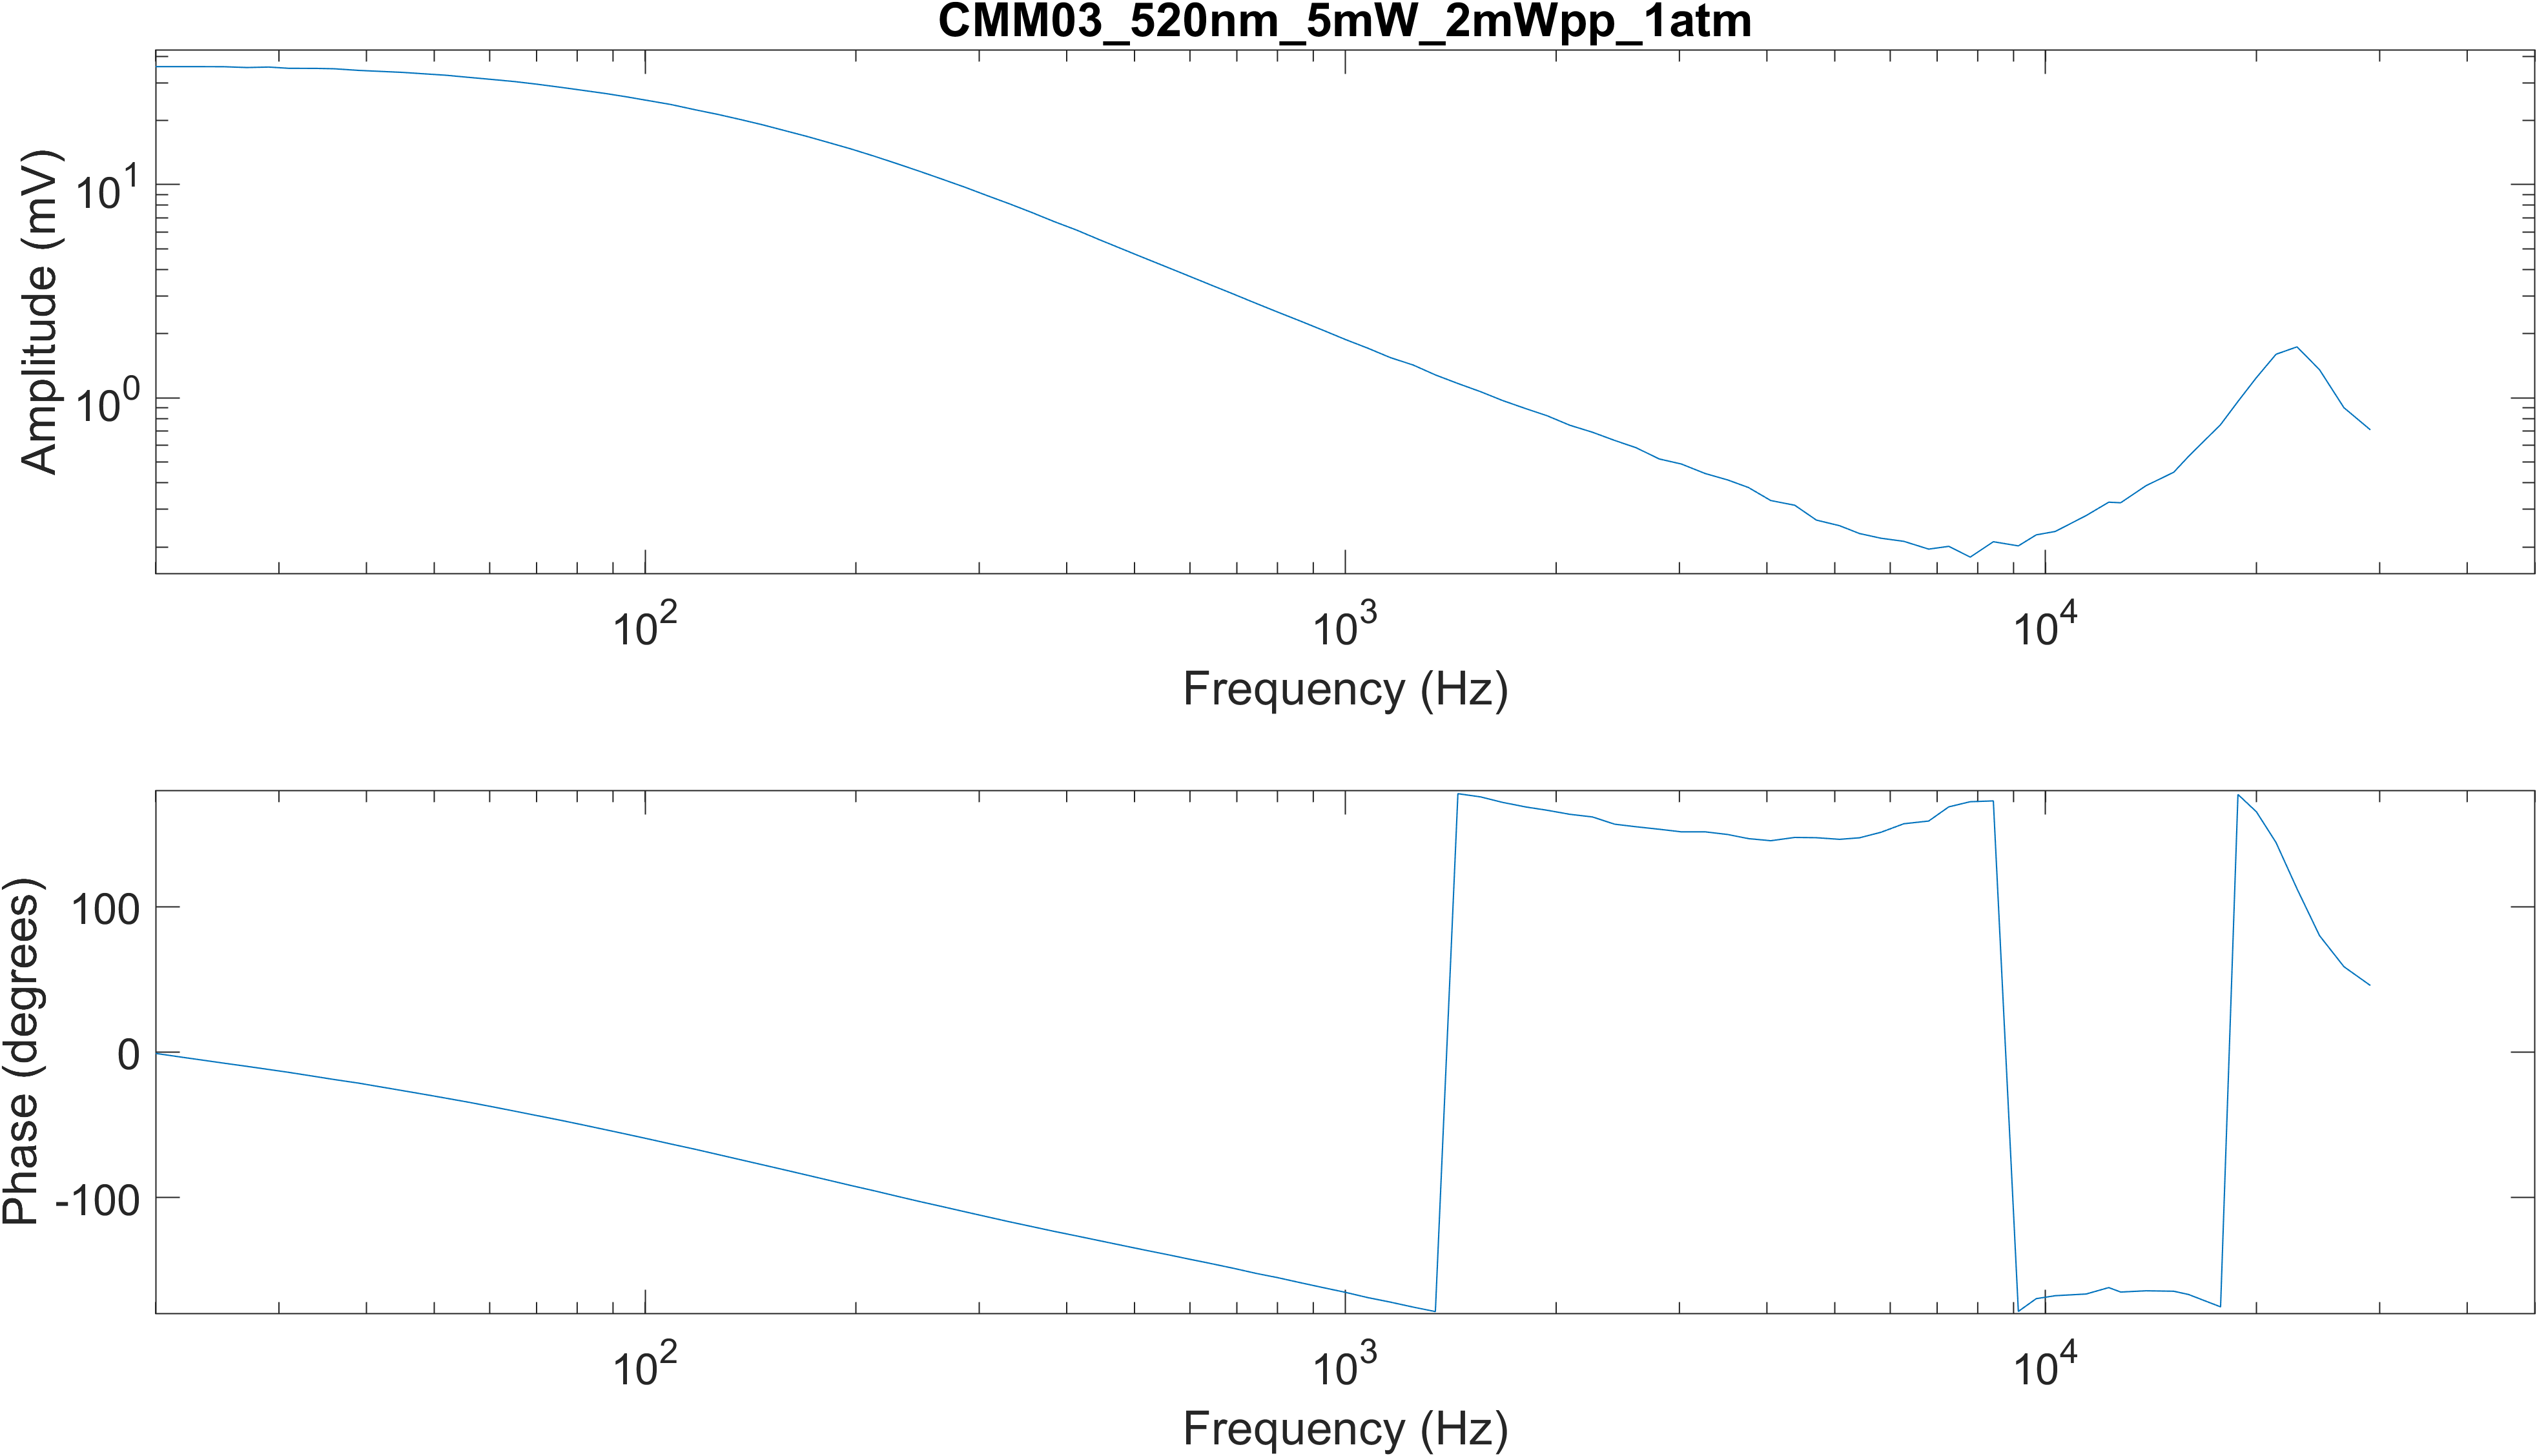 CMM03_520nm_5mW_2mWpp_1atm
Amplitude (mV)
10^1
10^0
10^2
10^3
10^4
Frequency (Hz)
Phase (degrees)
100
0
-100
10^2
10^3
10^4
Frequency (Hz)